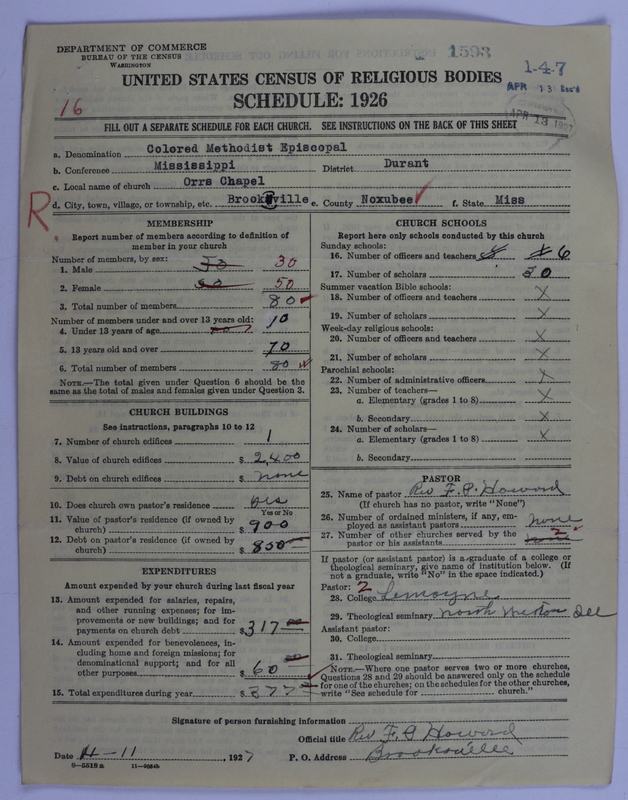 DEPARTMENT OF COMMERCE
BUREAU OF THE CENSUS
WASHINGTON
1593
1-4-7
APR 13 Rec'd
APR 13 1927
16
UNITED STATES CENSUS OF RELIGIOUS BODIES
SCHEDULE: 1926
FILL OUT A SEPARATE SCHEDULE FOR EACH CHURCH. SEE INSTRUCTIONS ON THE BACK OF THIS SHEET
a. Denomination Colored Methodist Episcopal
b. Conference Mississippi District Durant
c. Local name of church Orrs Chapel
R
d. City, town, village, or township, etc. Brooksville e. County Noxubee f. State Miss
MEMBERSHIP
Report number of members according to definition of
member in your church
Number of members, by sex:
1. Male 30
2. Female 50
3. Total number of members 80
Number of members under and over 13 years old:
4. Under 13 years of age 10
5. 13 years old and over 70
6. Total number of members 80
NOTE.—The total given under Question 6 should be the
same as the total of males and females given under Question 3.
CHURCH BUILDINGS
See instructions, paragraphs 10 to 12
7. Number of church edifices 1
8. Value of church edifices $ 2,400
9. Debt on church edifices $ none
10. Does church own pastor's residence yes
Yes or No
11. Value of pastor's residence (if owned by
church) $ 900
12. Debt on pastor's residence (if owned by
church) $ 850
EXPENDITURES
Amount expended by your church during last fiscal year
13. Amount expended for salaries, repairs,
and other running expenses; for im-
provements or new buildings; and for
payments on church debt $ 317 00
14. Amount expended for benevolences, in-
cluding home and foreign missions; for
denominational support; and for all
other purposes $ 60 00
15. Total expenditures during year $ 377
CHURCH SCHOOLS
Report here only schools conducted by this church
Sunday schools:
16. Number of officers and teachers 6
17. Number of scholars 50
Summer vacation Bible schools:
18. Number of officers and teachers X
19. Number of scholars X
Week-day religious schools:
20. Number of officers and teachers X
21. Number of scholars X
Parochial schools:
22. Number of administrative officers X
23. Number of teachers—
a. Elementary (grades 1 to 8) X
b. Secondary X
24. Number of scholars—
a. Elementary (grades 1 to 8) X
b. Secondary
PASTOR
25. Name of pastor Rev F. P. Howard
(If church has no pastor, write "None")
26. Number of ordained ministers, if any, em-
ployed as assistant pastors none
27. Number of other churches served by the
pastor or his assistants 2
If pastor (or assistant pastor) is a graduate of a college or
theological seminary, give name of institution below. (If
not a graduate, write "No" in the space indicated.)
Pastor: 2
28. College Lemoyne
29. Theological seminary north
Assistant pastor:
30. College
31. Theological seminary
NOTE.—Where one pastor serves two or more churches,
Questions 28 and 29 should be answered only on the schedule
for one of the churches; on the schedules for the other churches,
write "See schedule for church."
Signature of person furnishing information
Official title Rev F. P Howard
Date 4-11, 1927 P. O. Address Brooksville